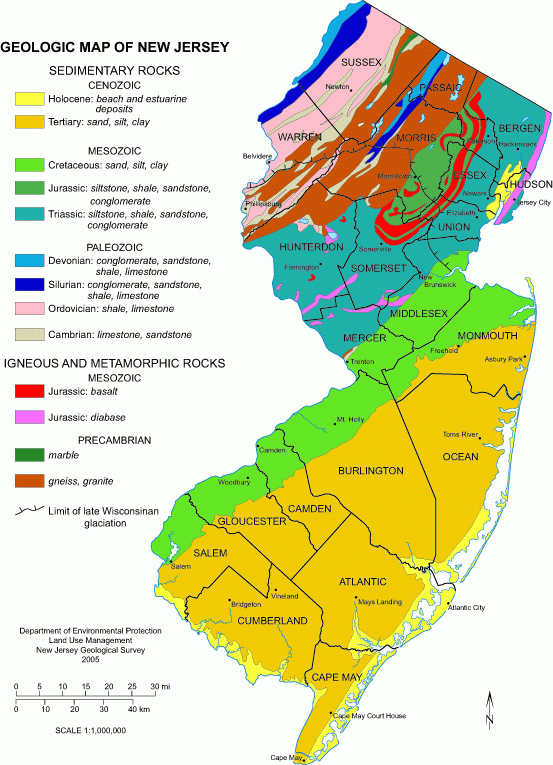 GEOLOGIC MAP OF NEW JERSEY
SEDIMENTARY ROCKS
CENOZOIC
Holocene: beach and estuarine
deposits
Tertiary: sand, silt, clay
MESOZOIC
Cretaceous: sand, silt, clay
Jurassic: siltstone, shale, sandstone,
conglomerate
Triassic: siltstone, shale, sandstone,
conglomerate
PALEOZOIC
Devonian: conglomerate, sandstone,
shale, limestone
Silurian: conglomerate, sandstone,
shale, limestone
Ordovician: shale, limestone
Cambrian: limestone, sandstone
IGNEOUS AND METAMORPHIC ROCKS
MESOZOIC
Jurassic: basalt
Jurassic: diabase
PRECAMBRIAN
marble
gneiss, granite
Limit of late Wisconsinan
glaciation
Department of Environmental Protection
Land Use Management
New Jersey Geological Survey
2005
0 5 10 15 20 25 30 mi
0 10 20 30 40 km
SCALE 1:1,000,000
SUSSEX
Newton
PASSAIC
WARREN
MORRIS
BERGEN
Paterson
Hackensack
Belvidere
Morristown
ESSEX
HUDSON
Newark
Jersey City
Phillipsburg
Elizabeth
UNION
HUNTERDON
Somerville
Flemington
SOMERSET
New
Brunswick
MIDDLESEX
MERCER
MONMOUTH
Freehold
Asbury Park
Trenton
Mt. Holly
Toms River
OCEAN
Camden
BURLINGTON
Woodbury
CAMDEN
GLOUCESTER
SALEM
Salem
ATLANTIC
Vineland
Bridgeton
Mays Landing
Atlantic City
CUMBERLAND
CAPE MAY
Cape May Court House
Cape May
N